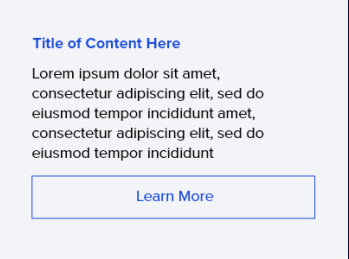 Title of Content Here
Lorem ipsum dolor sit amet,
consectetur adipiscing elit, sed do
eiusmod tempor incididunt amet,
consectetur adipiscing elit, sed do
eiusmod tempor incididunt
Learn More